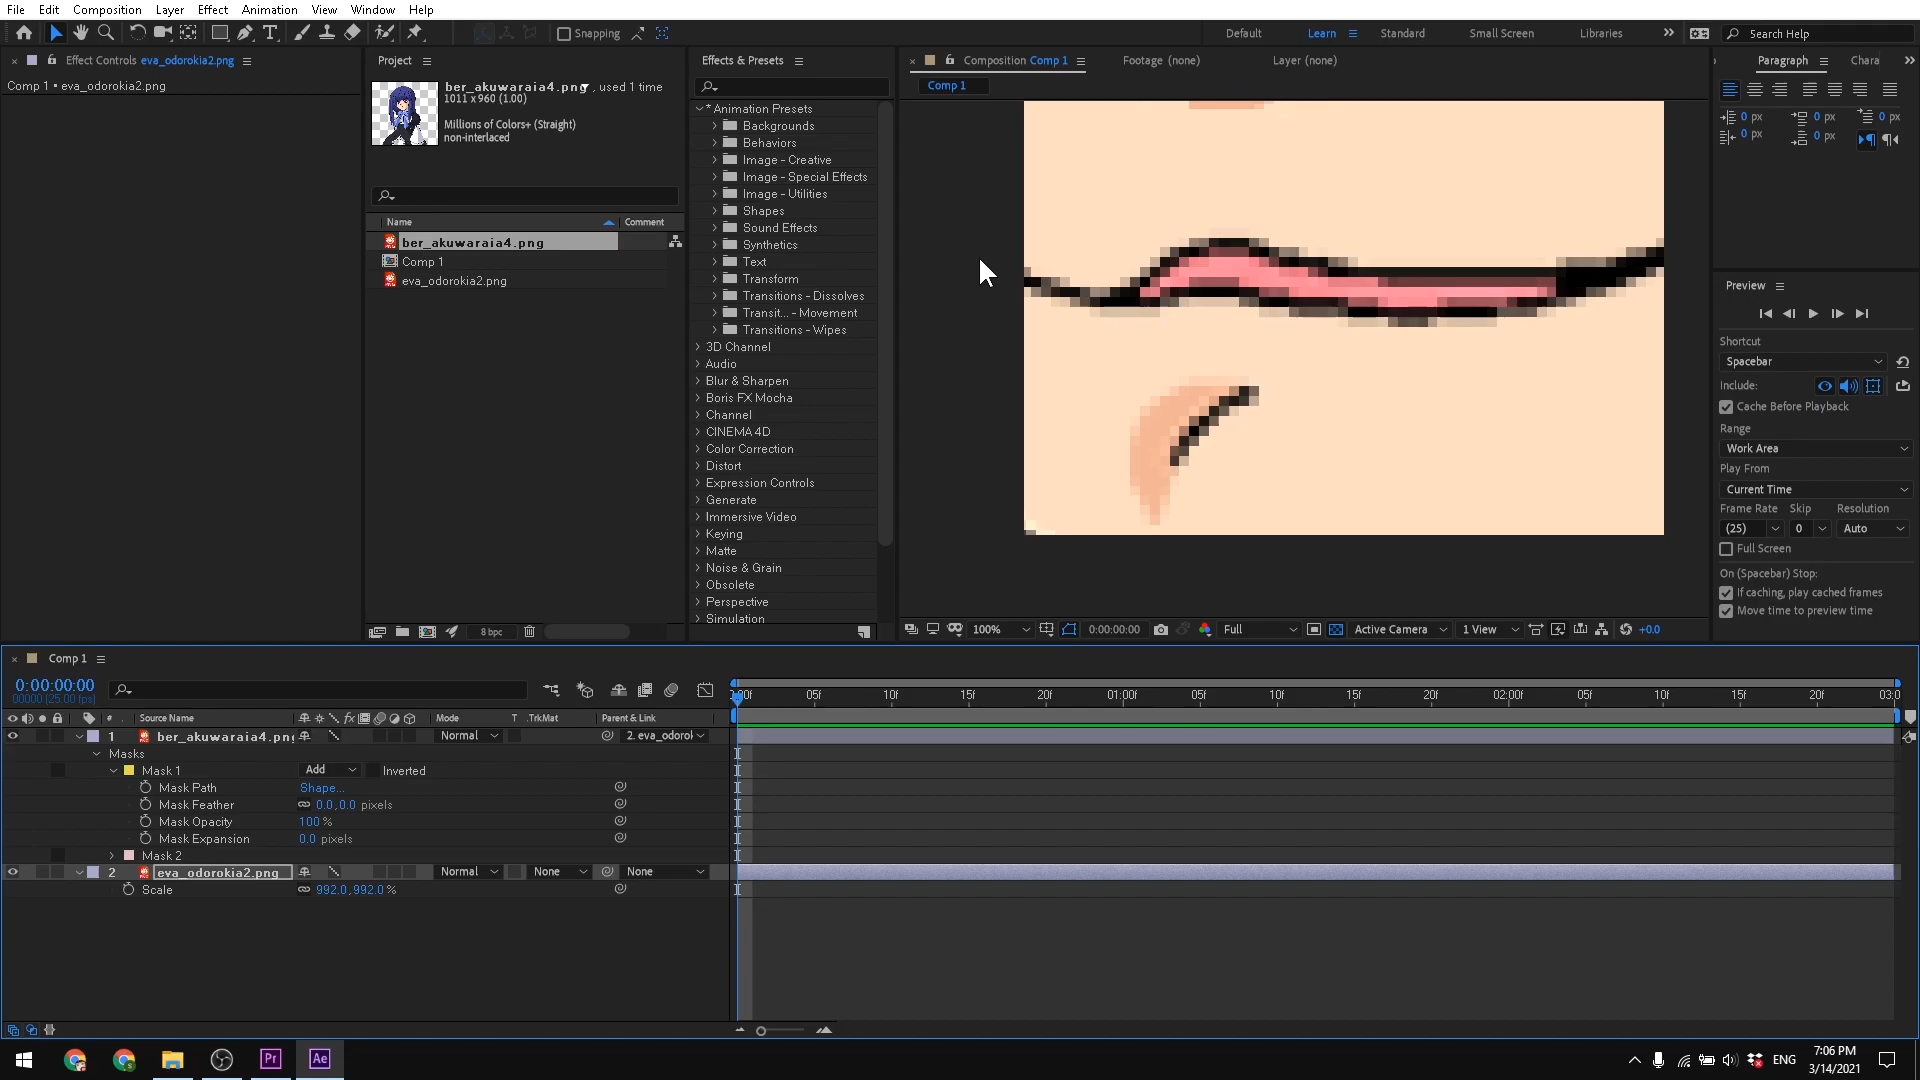 File Edit Composition Layer Effect Animation View Window Help
Snapping
Default Learn Standard Small Screen Libraries Search Help
Effect Controls eva_odorokia2.png
Comp 1 • eva_odorokia2.png
Project
ber_akuwaraia4.png , used 1 time
1011 x 960 (1.00)
Millions of Colors+ (Straight)
non-interlaced
Name Comment
ber_akuwaraia4.png
Comp 1
eva_odorokia2.png
8 bpc
Effects & Presets
* Animation Presets
Backgrounds
Behaviors
Image - Creative
Image - Special Effects
Image - Utilities
Shapes
Sound Effects
Synthetics
Text
Transform
Transitions - Dissolves
Transit... - Movement
Transitions - Wipes
3D Channel
Audio
Blur & Sharpen
Boris FX Mocha
Channel
CINEMA 4D
Color Correction
Distort
Expression Controls
Generate
Immersive Video
Keying
Matte
Noise & Grain
Obsolete
Perspective
Simulation
Composition Comp 1 Footage (none) Layer (none)
Comp 1
100% 0:00:00:00 Full Active Camera 1 View +0.0
Paragraph Chara
0 px 0 px 0 px
0 px 0 px
Preview
Shortcut
Spacebar
Include:
Cache Before Playback
Range
Work Area
Play From
Current Time
Frame Rate Skip Resolution
(25) 0 Auto
Full Screen
On (Spacebar) Stop:
If caching, play cached frames
Move time to preview time
Comp 1
0:00:00:00
00000 (25.00 fps)
:00f 05f 10f 15f 20f 01:00f 05f 10f 15f 20f 02:00f 05f 10f 15f 20f 03:0
# Source Name fx Mode T .TrkMat Parent & Link
1 ber_akuwaraia4.png Normal 2. eva_odorol
Masks
Mask 1 Add Inverted
Mask Path Shape...
Mask Feather 0.0,0.0 pixels
Mask Opacity 100 %
Mask Expansion 0.0 pixels
Mask 2
2 eva_odorokia2.png Normal None None
Scale 992.0,992.0 %
Pr Ae
ENG
7:06 PM
3/14/2021